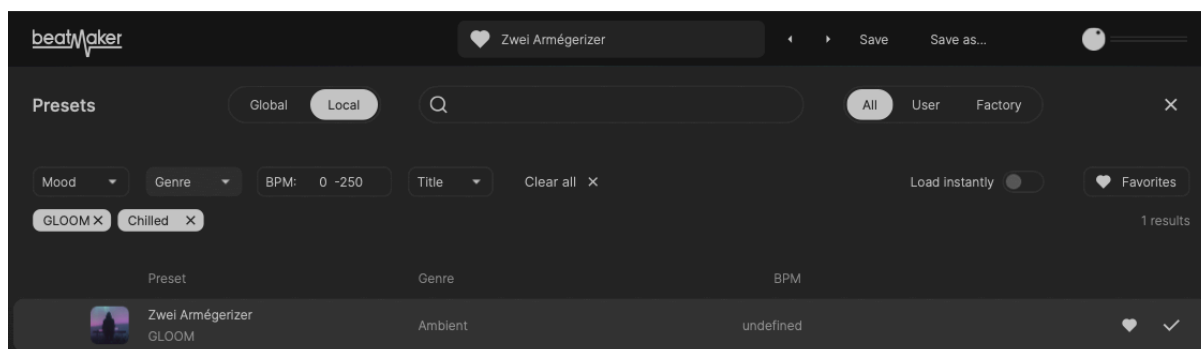 beatMaker Zwei Armégerizer Save Save as...
Presets Global Local All User Factory
Mood Genre BPM: 0 -250 Title Clear all Load instantly Favorites
GLOOM Chilled 1 results
Preset Genre BPM
Zwei Armégerizer
GLOOM Ambient undefined